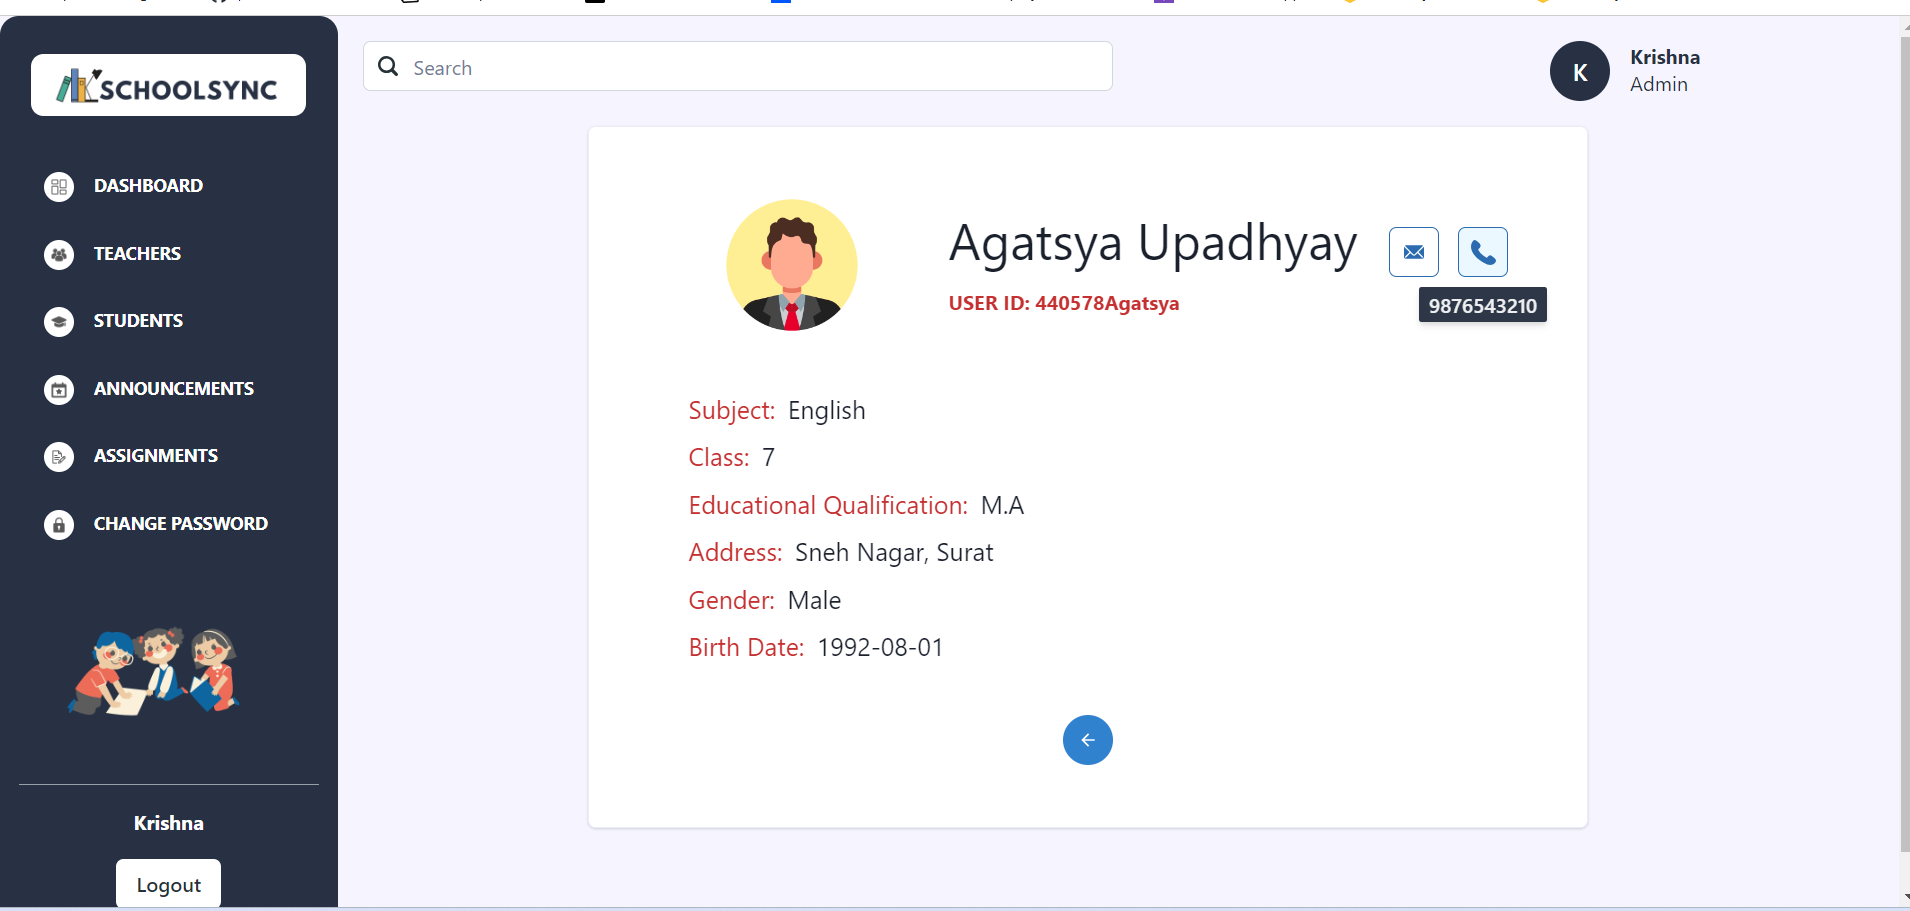 SCHOOLSYNC
DASHBOARD
TEACHERS
STUDENTS
ANNOUNCEMENTS
ASSIGNMENTS
CHANGE PASSWORD
Krishna
Logout
Search
K
Krishna
Admin
Agatsya Upadhyay
USER ID: 440578Agatsya
9876543210
Subject: English
Class: 7
Educational Qualification: M.A
Address: Sneh Nagar, Surat
Gender: Male
Birth Date: 1992-08-01